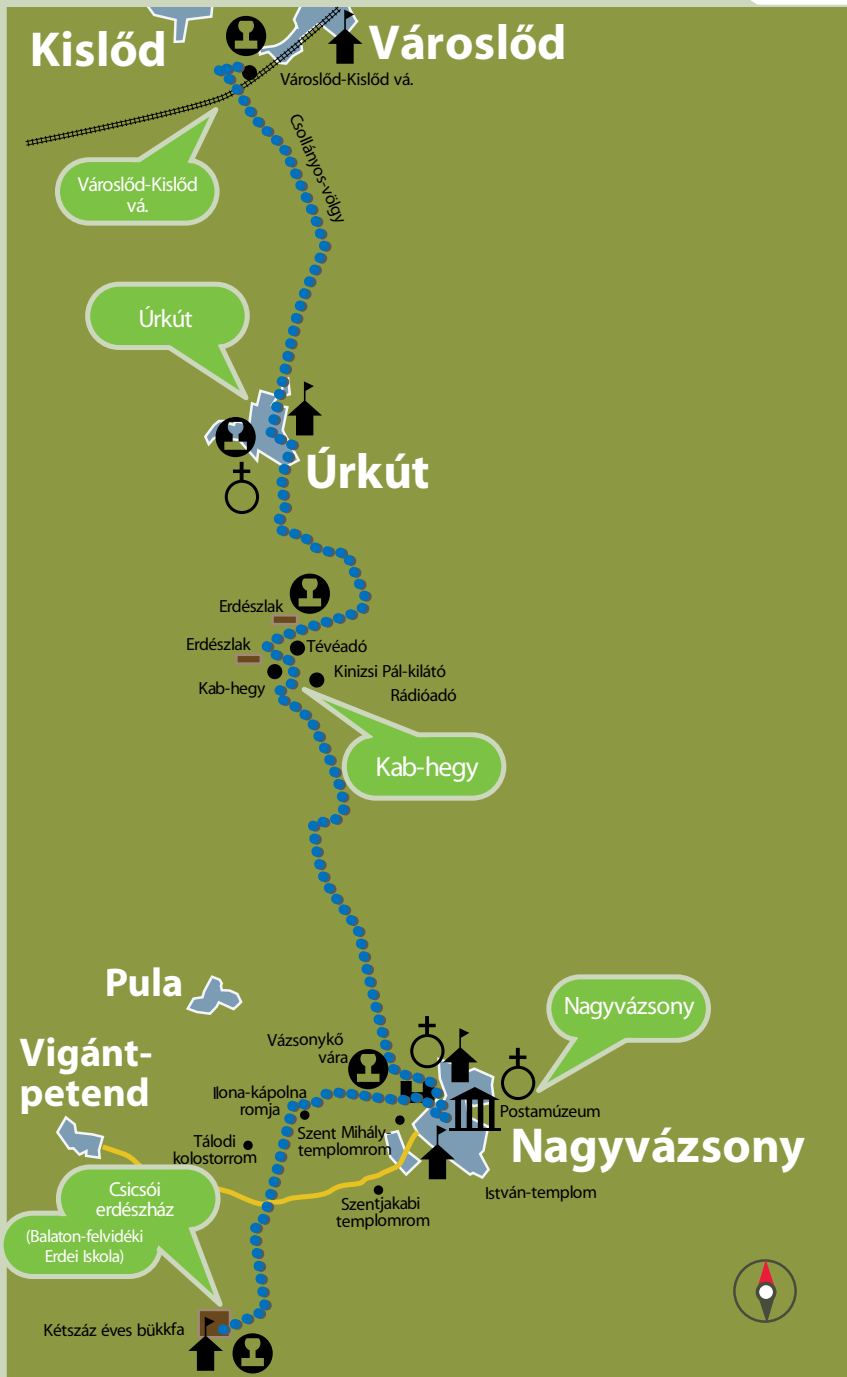 Kislőd
Városlőd
Városlőd-Kislőd vá.
Csollányos-völgy
Városlőd-Kislőd
vá.
Úrkút
Úrkút
Erdészlak
Erdészlak
Tévéadó
Kinizsi Pál-kilátó
Kab-hegy
Rádióadó
Kab-hegy
Pula
Nagyvázsony
Vigánt-
petend
Vázsonykő
vára
Ilona-kápolna
romja
Postamúzeum
Szent Mihály-
templomrom
Tálodi
kolostorrom
Nagyvázsony
Csicsói
erdészház
(Balaton-felvidéki
Erdei Iskola)
Szentjakabi
templomrom
István-templom
Kétszáz éves bükkfa